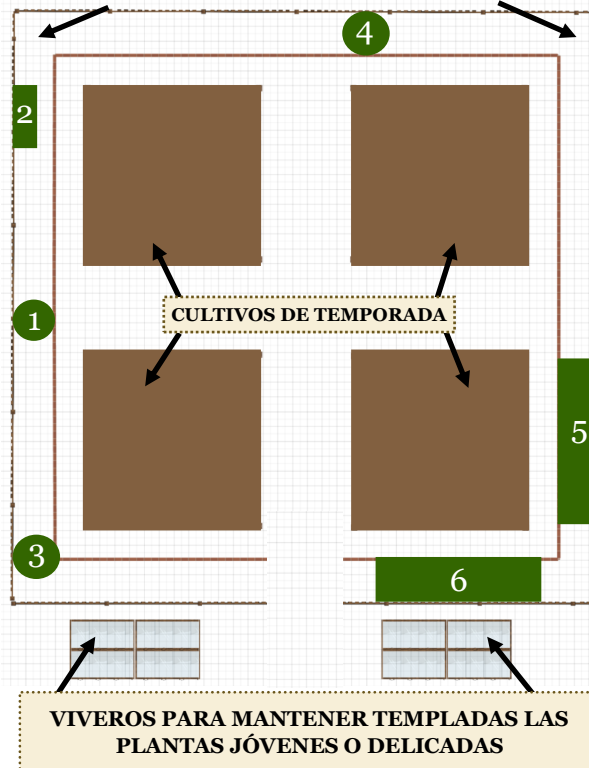 4
2
1
CULTIVOS DE TEMPORADA
5
3
6
VIVEROS PARA MANTENER TEMPLADAS LAS
PLANTAS JÓVENES O DELICADAS